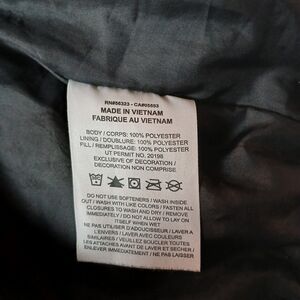 RN#56323 - CA#05553
MADE IN VIETNAM
FABRIQUE AU VIETNAM
BODY / CORPS: 100% POLYESTER
LINING / DOUBLURE: 100% POLYESTER
FILL / REMPLISSAGE: 100% POLYESTER
UT PERMIT NO. 20198
EXCLUSIVE OF DECORATION /
DECORATION NON COMPRISE
DO NOT USE SOFTENERS / WASH INSIDE
OUT / WASH WITH LIKE COLORS / FASTEN ALL
CLOSURES TO WASH AND DRY / REMOVE
IMMEDIATELY / DO NOT ALLOW TO LAY ON
ITSELF WHEN WET
NE PAS UTILISER D'ADOUCISSEUR / LAVER A
L'ENVERS / LAVER AVEC COULEURS
SIMILAIRES / VEUILLEZ BOUCLER TOUTES
LES ATTACHES AVANT DE LAVER ET SECHER /
ENLEVER IMMEDIATEMENT / NE PAS LAISSER